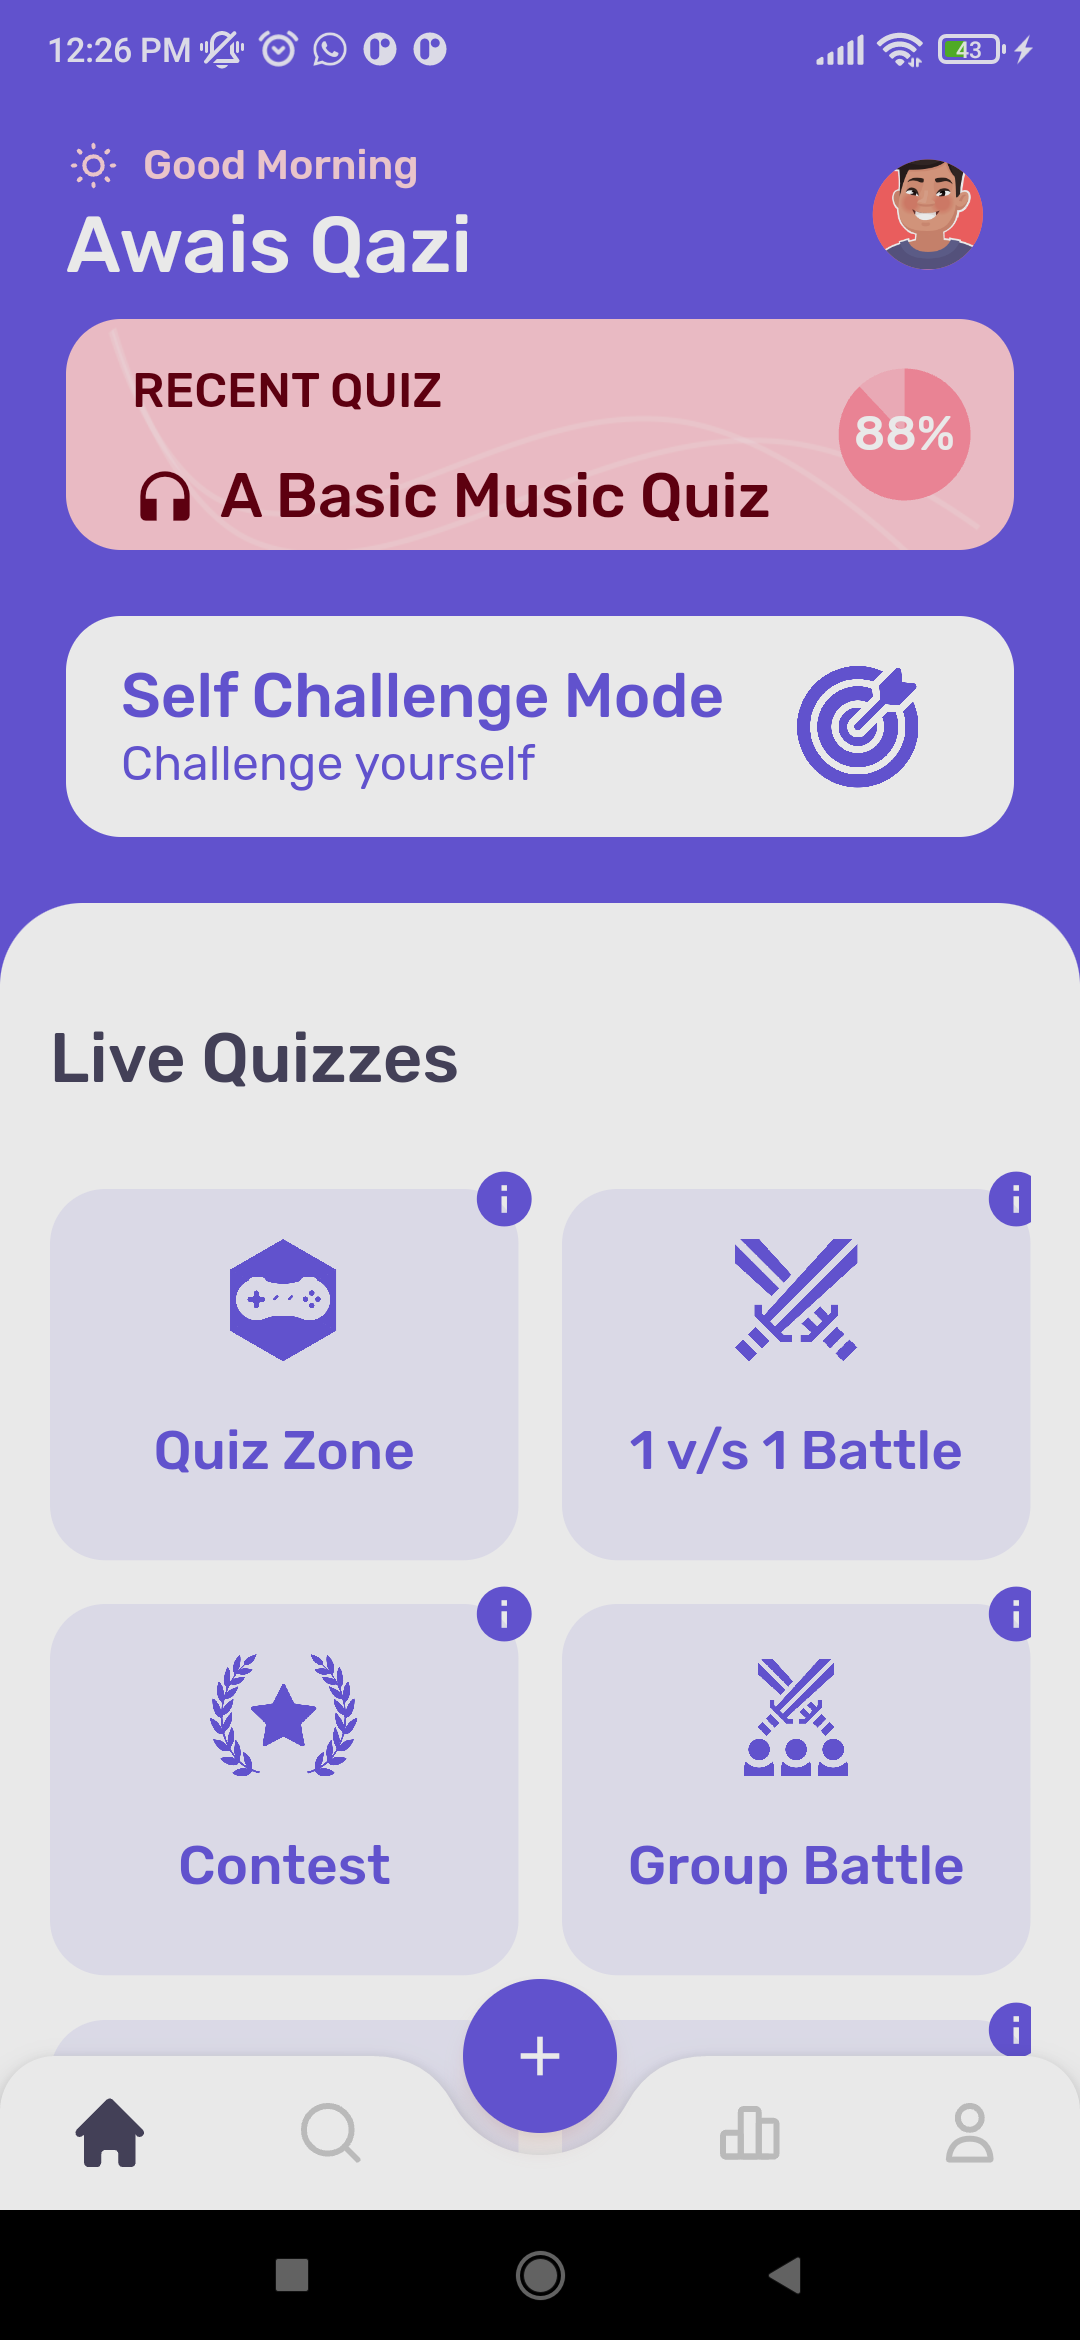 12:26 PM
43
Good Morning
Awais Qazi
RECENT QUIZ
88%
A Basic Music Quiz
Self Challenge Mode
Challenge yourself
Live Quizzes
i
i
Quiz Zone
1 v/s 1 Battle
i
i
Contest
Group Battle
i
+